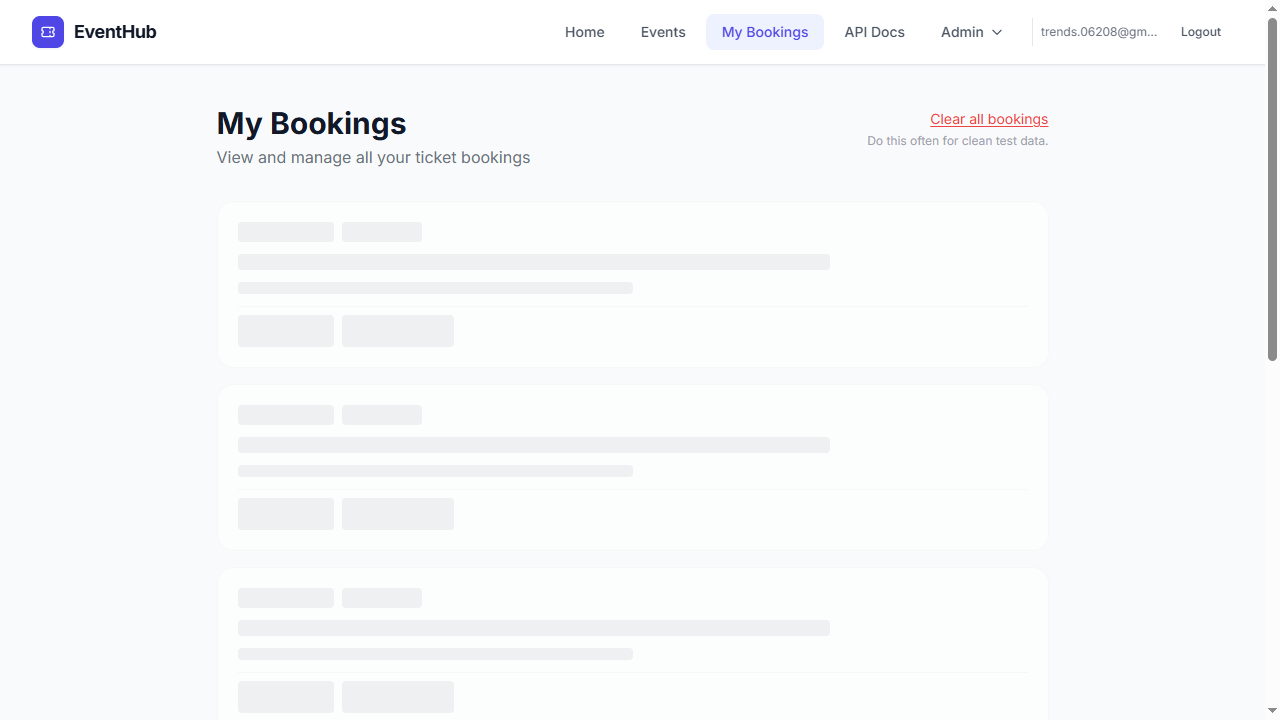 EventHub
Home
Events
My Bookings
API Docs
Admin
trends.06208@gm...
Logout
My Bookings
View and manage all your ticket bookings
Clear all bookings
Do this often for clean test data.